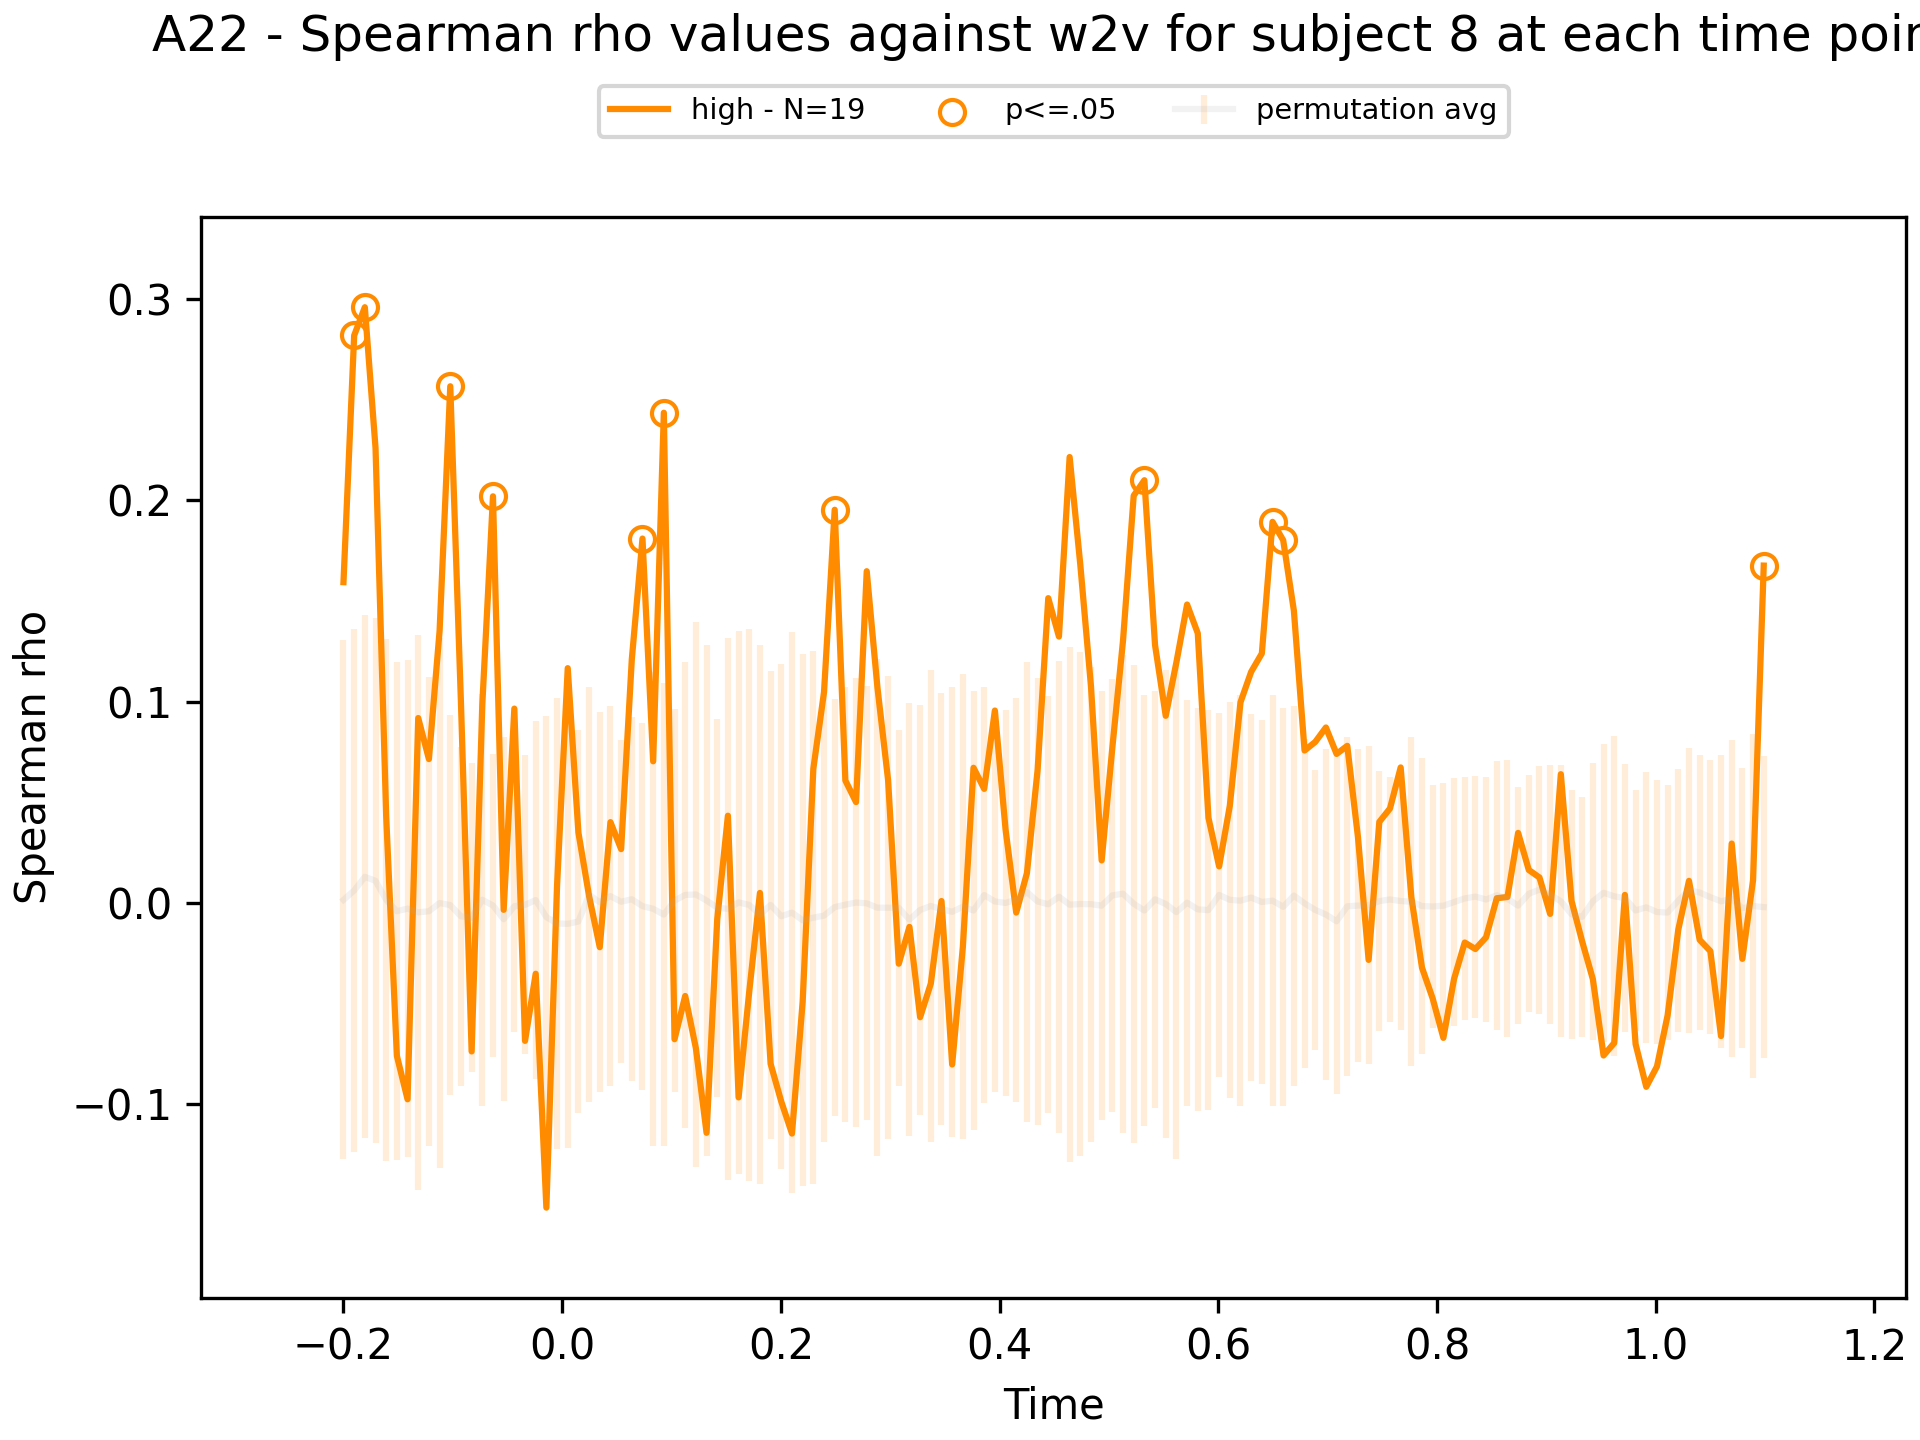 A22 - Spearman rho values against w2v for subject 8 at each time poin
high - N=19 p<=.05 permutation avg
0.3
0.2
0.1
0.0
−0.1
Spearman rho
−0.2 0.0 0.2 0.4 0.6 0.8 1.0 1.2
Time